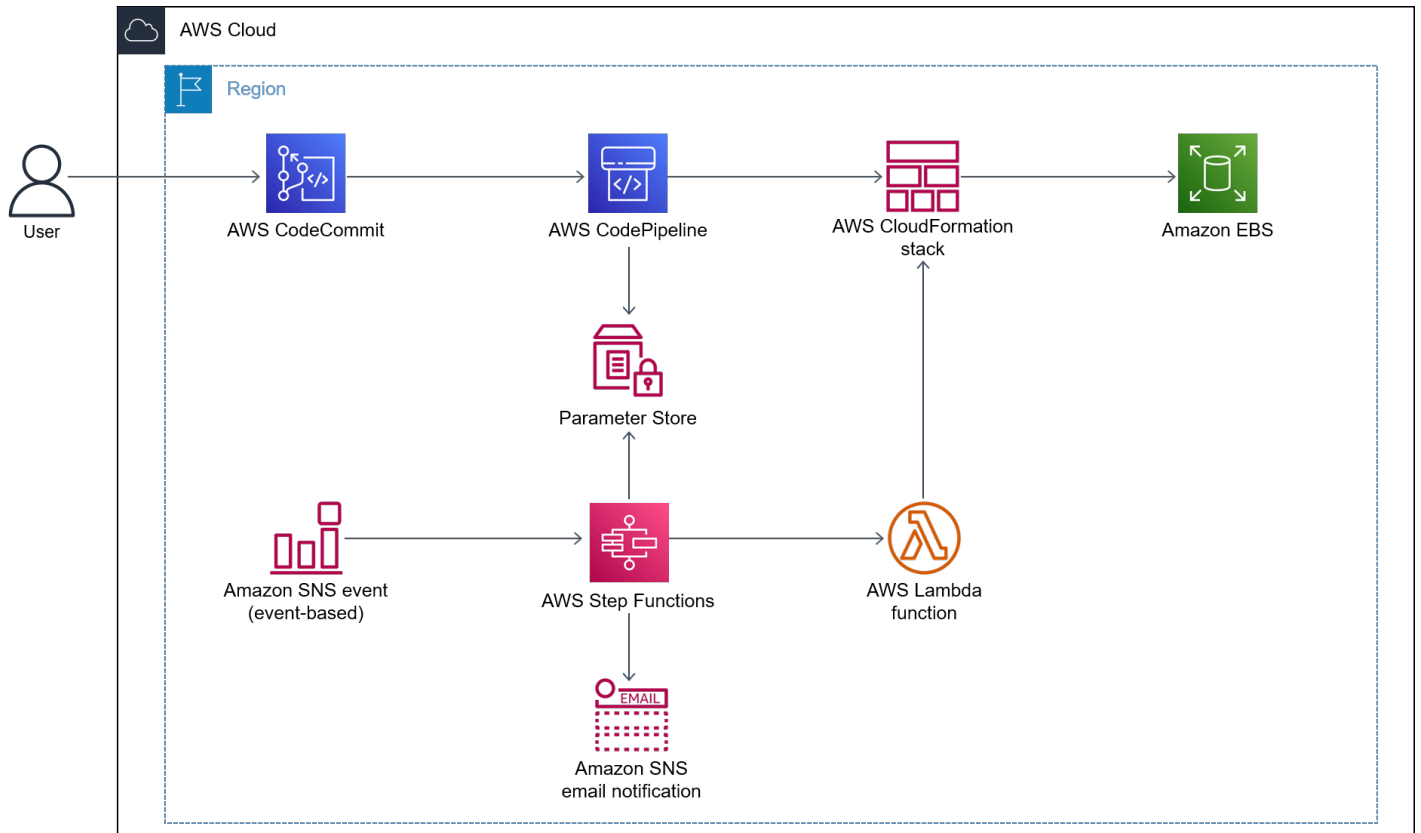 AWS Cloud
Region
User
AWS CodeCommit
AWS CodePipeline
AWS CloudFormation
stack
Amazon EBS
Parameter Store
Amazon SNS event
(event-based)
AWS Step Functions
AWS Lambda
function
EMAIL
Amazon SNS
email notification